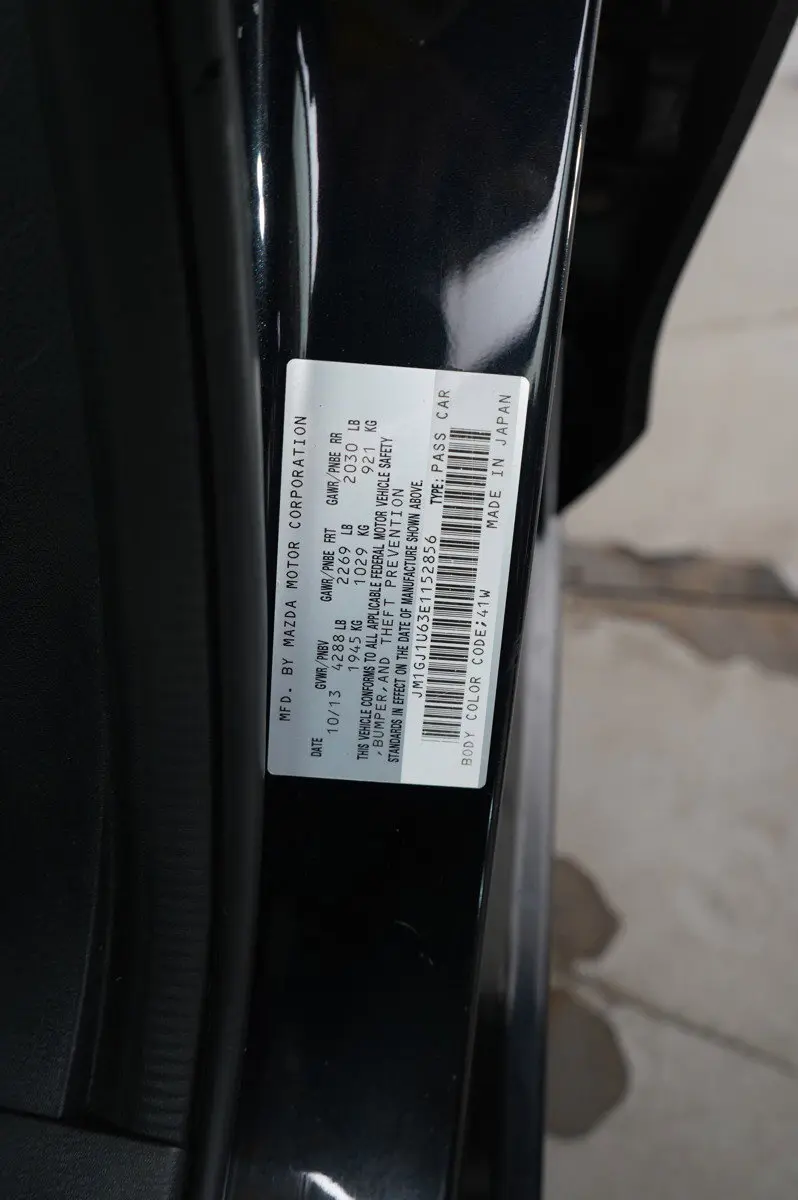 MFD. BY MAZDA MOTOR CORPORATION
DATE GVWR/PNBV GAWR/PNBE FRT GAWR/PNBE RR
10/13 4288 LB 2269 LB 2030 LB
1945 KG 1029 KG 921 KG
THIS VEHICLE CONFORMS TO ALL APPLICABLE FEDERAL MOTOR VEHICLE SAFETY
,BUMPER,AND THEFT PREVENTION
STANDARDS IN EFFECT ON THE DATE OF MANUFACTURE SHOWN ABOVE.
JM1GJ1U63E1152856 TYPE: PASS CAR
BODY COLOR CODE;41W MADE IN JAPAN